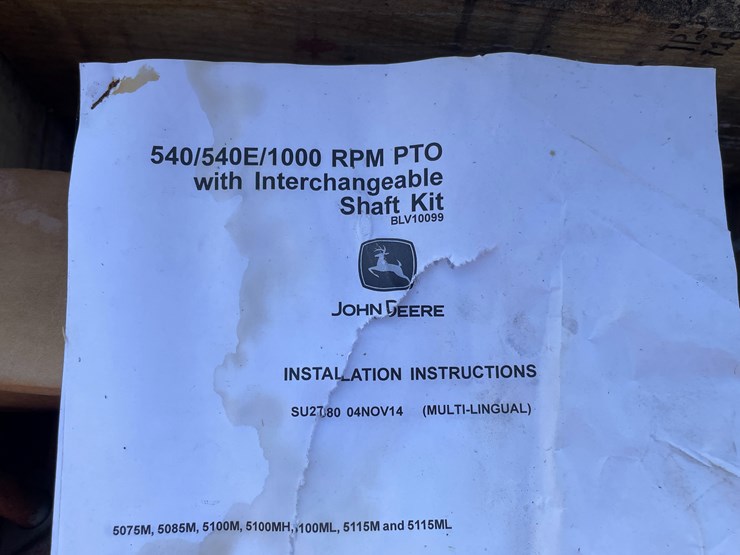 540/540E/1000 RPM PTO
with Interchangeable
Shaft Kit
BLV10099
JOHN DEERE
INSTALLATION INSTRUCTIONS
04NOV14 (MULTI-LINGUAL)
5075M, 5085M, 5100M, 5100MH, 5115M and 5115ML